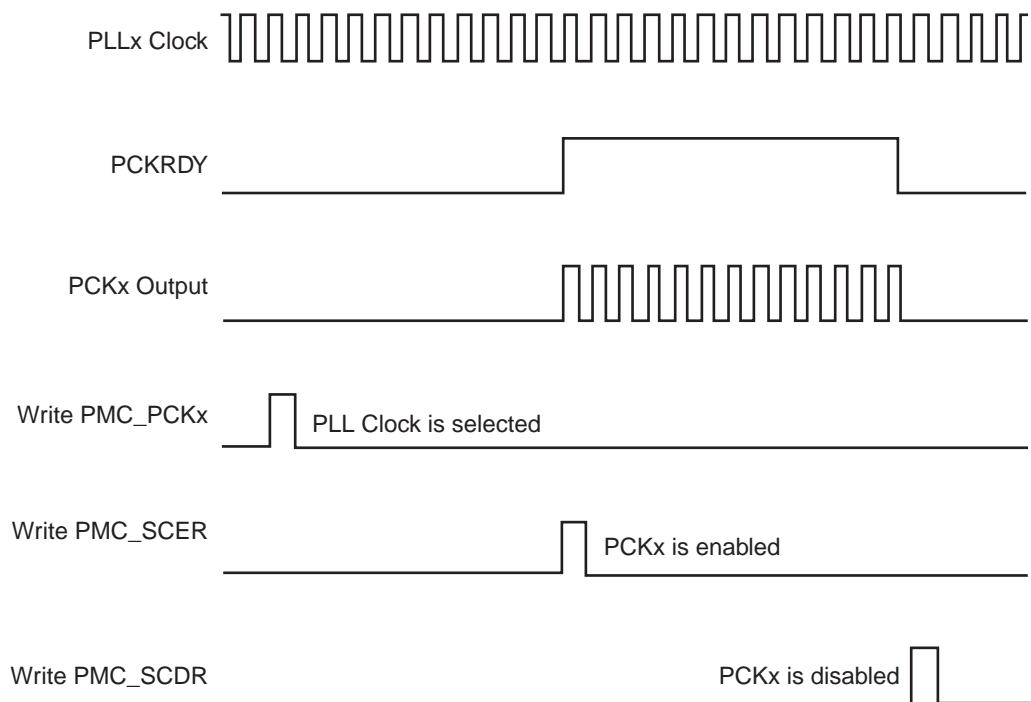 PLLx Clock
PCKRDY
PCKx Output
Write PMC_PCKx
PLL Clock is selected
Write PMC_SCER
PCKx is enabled
Write PMC_SCDR
PCKx is disabled